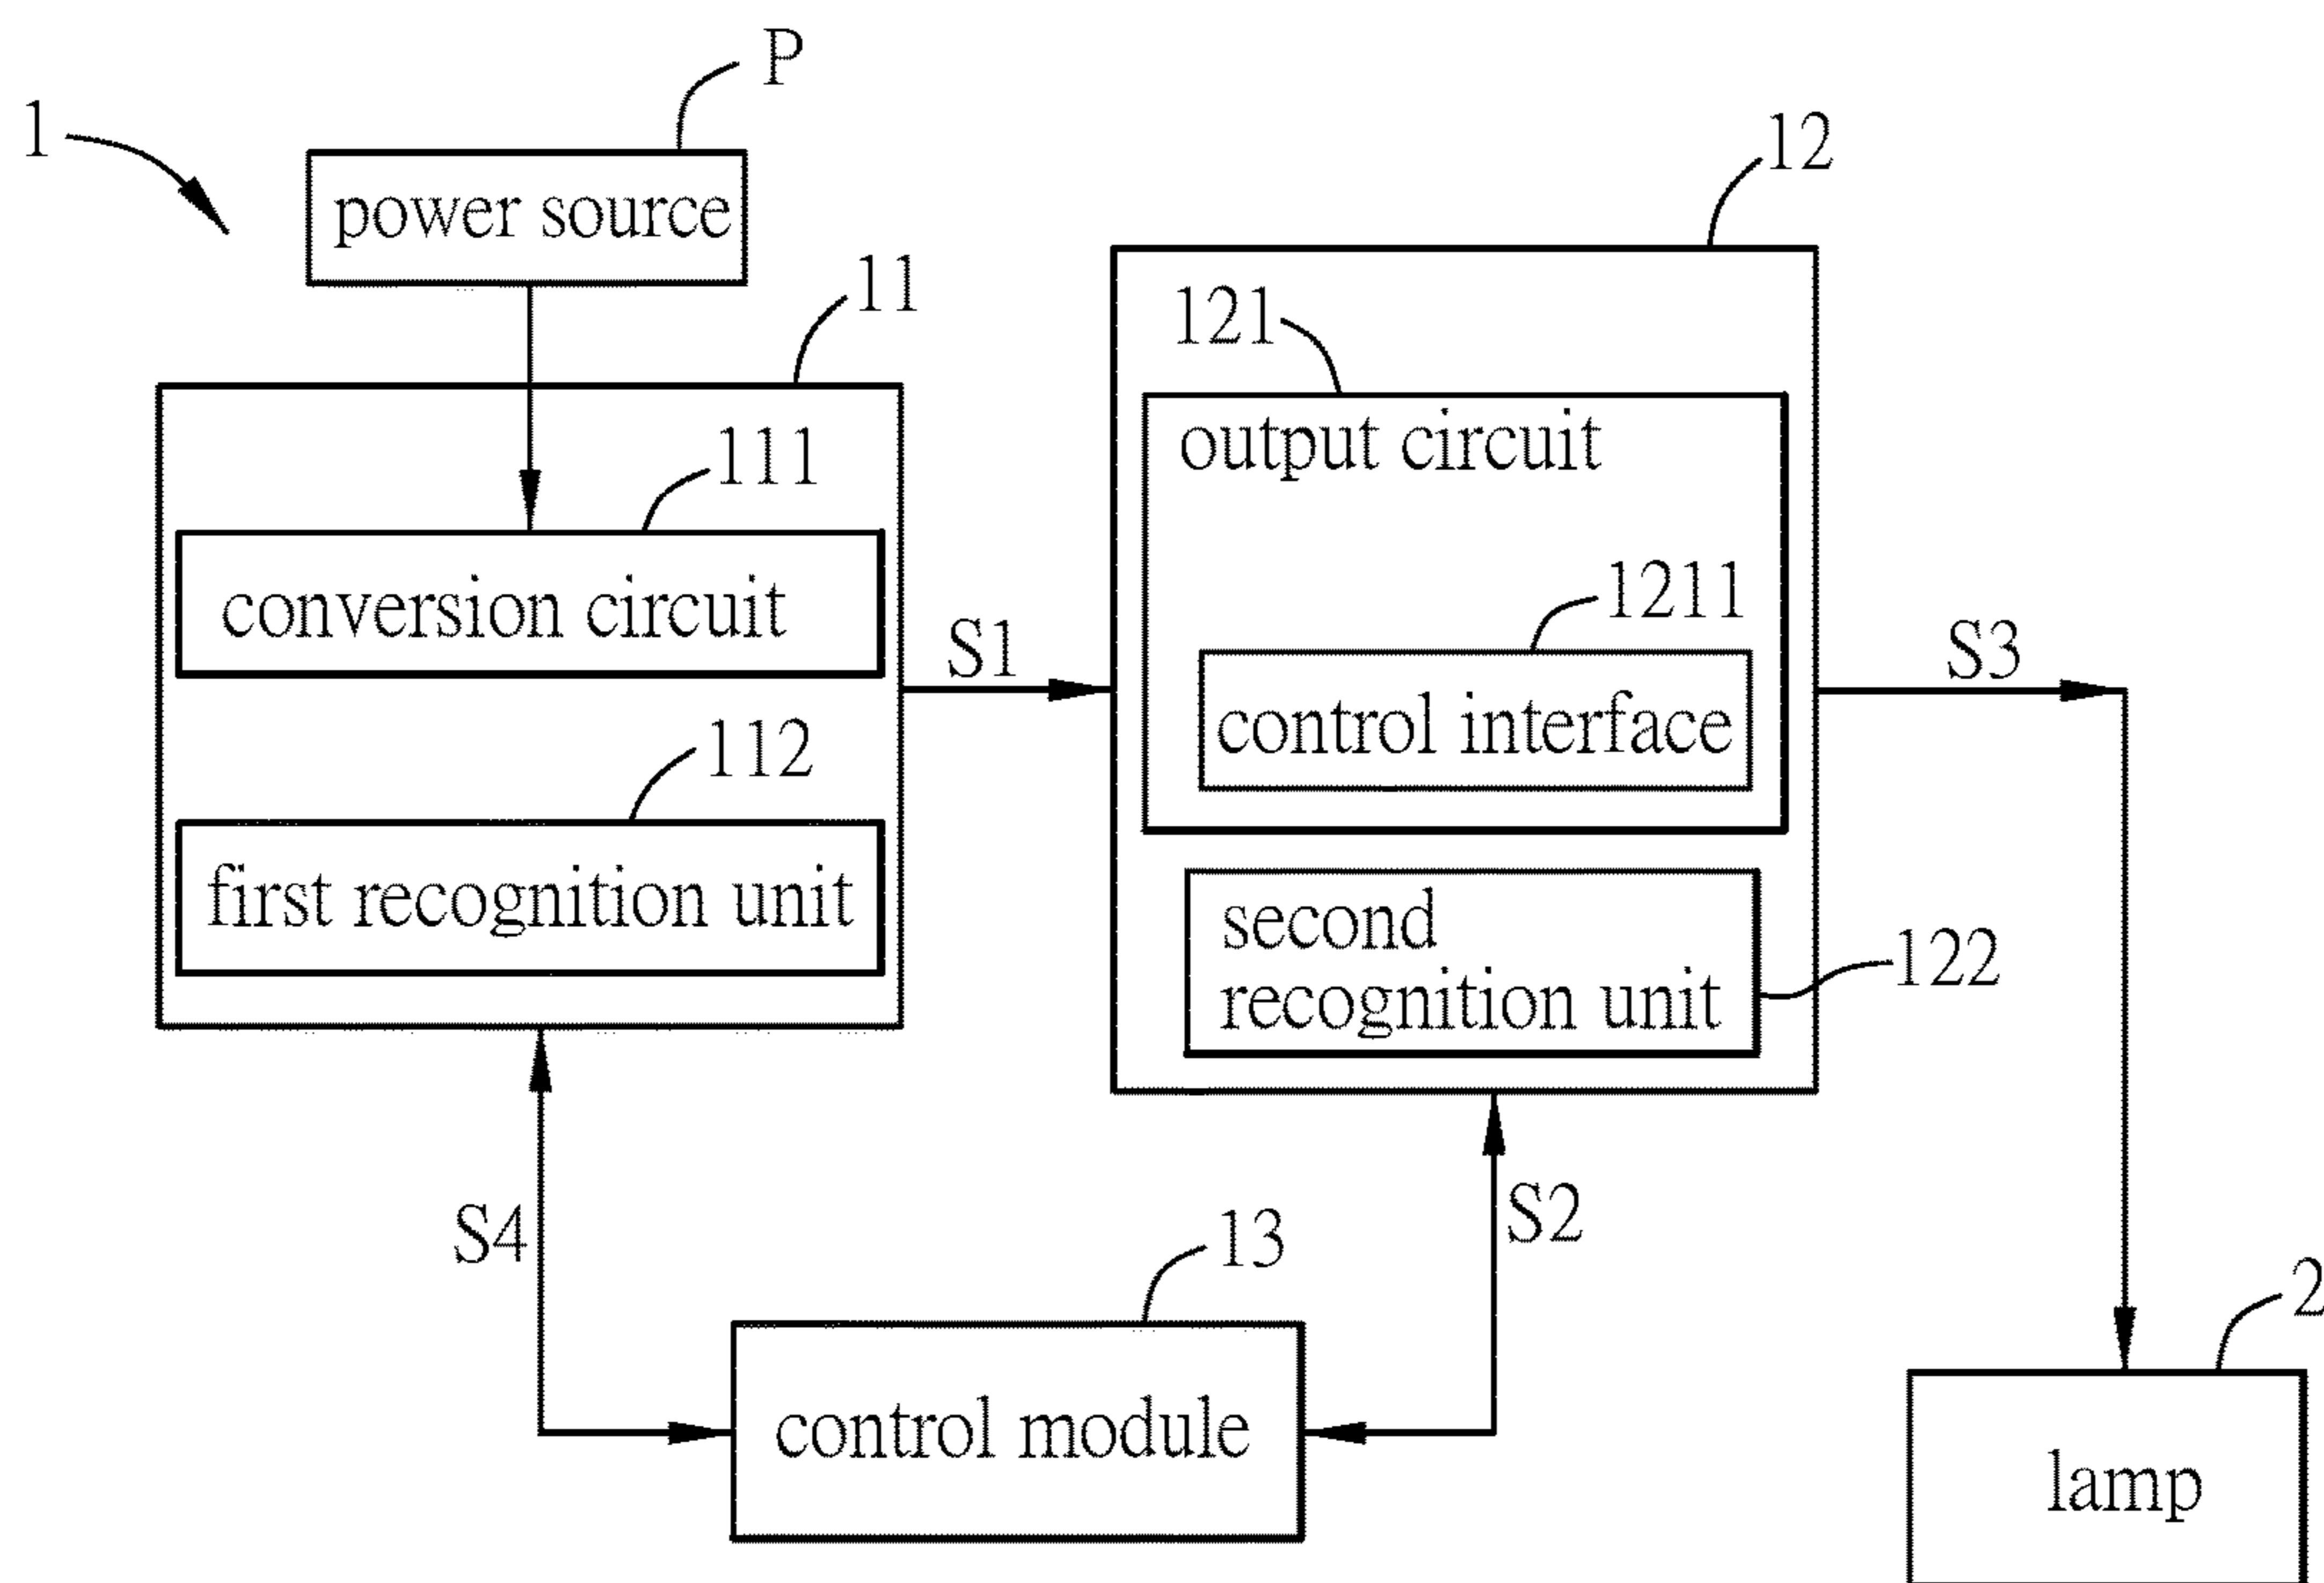 P
1
power source
12
11
121
output circuit
111
conversion circuit
1211
S1
S3
control interface
112
first recognition unit
second
recognition unit
122
S4
S2
13
2
control module
lamp